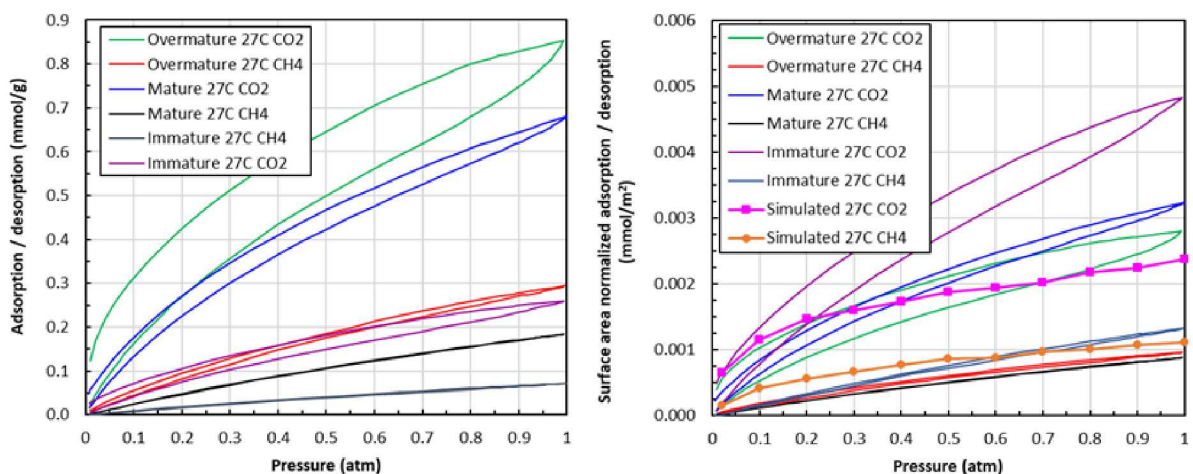 Adsorption / desorption (mmol/g)
0.9
0.8
0.7
0.6
0.5
0.4
0.3
0.2
0.1
0.0
Overmature 27C CO2
Overmature 27C CH4
Mature 27C CO2
Mature 27C CH4
Immature 27C CH4
Immature 27C CO2
0 0.1 0.2 0.3 0.4 0.5 0.6 0.7 0.8 0.9 1
Pressure (atm)
Surface area normalized adsorption / desorption
(mmol/m²)
0.006
0.005
0.004
0.003
0.002
0.001
0.000
Overmature 27C CO2
Overmature 27C CH4
Mature 27C CO2
Mature 27C CH4
Immature 27C CO2
Immature 27C CH4
Simulated 27C CO2
Simulated 27C CH4
0 0.1 0.2 0.3 0.4 0.5 0.6 0.7 0.8 0.9 1
Pressure (atm)